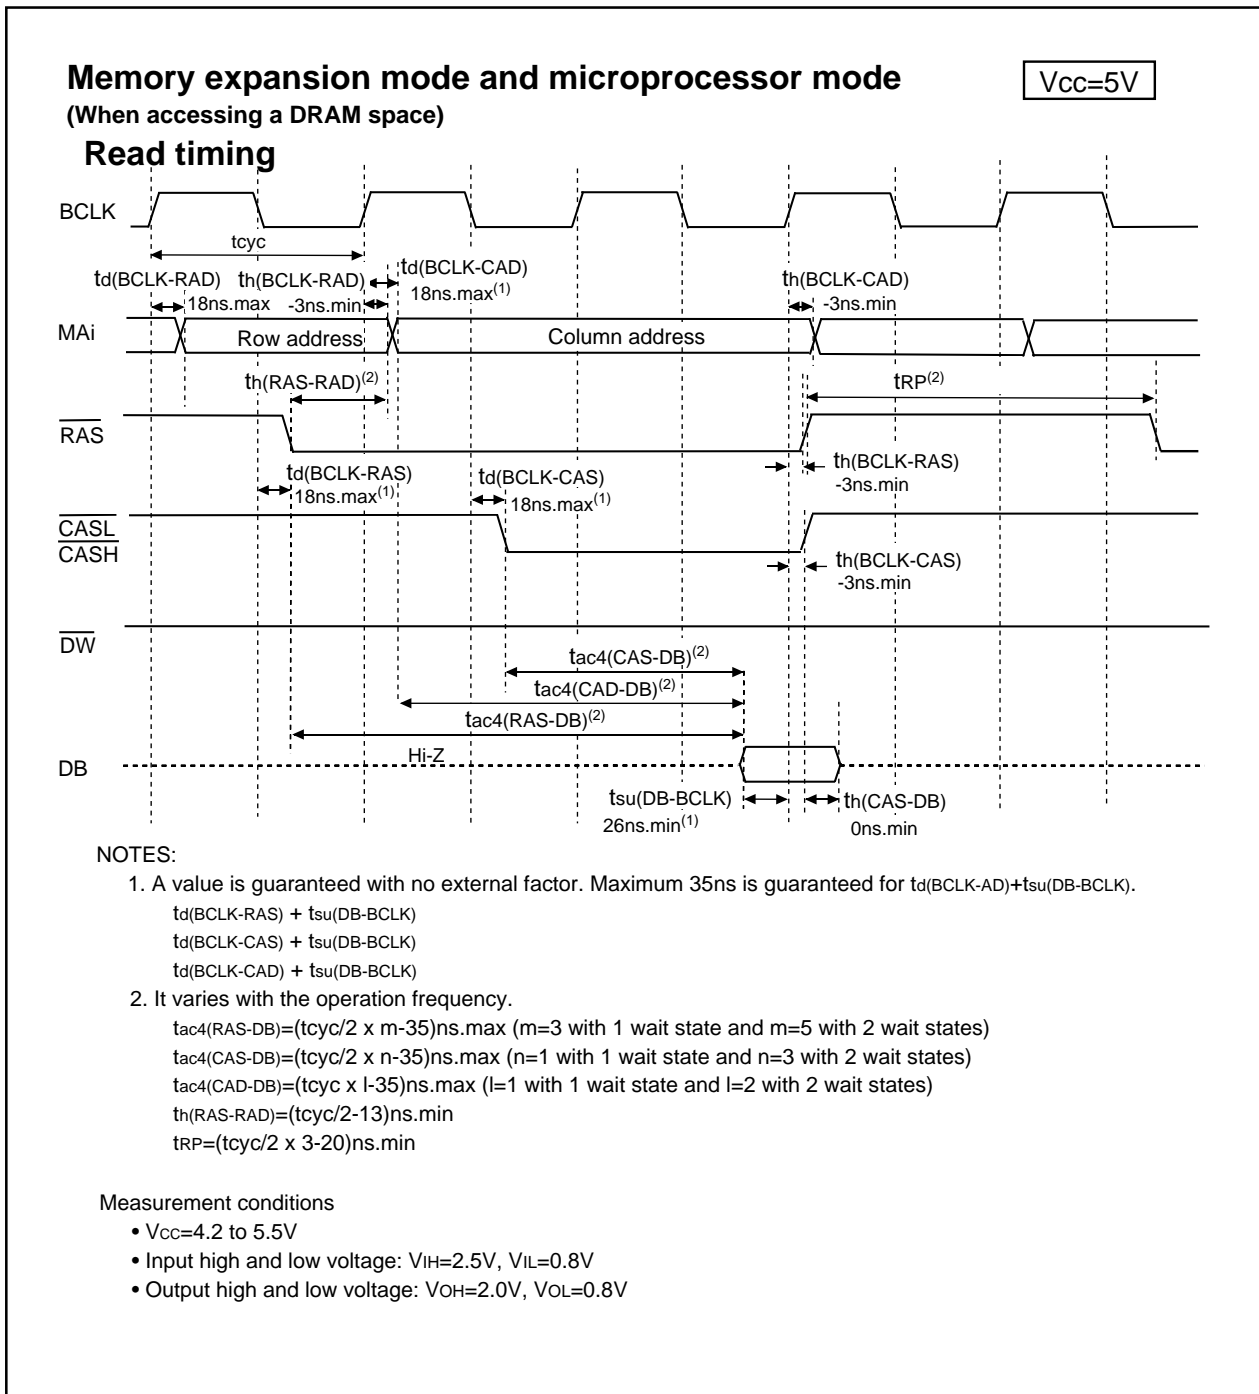 Memory expansion mode and microprocessor mode
Vcc=5V
(When accessing a DRAM space)
Read timing
BCLK
tcyc
td(BCLK-RAD)
18ns.max
th(BCLK-RAD)
-3ns.min
td(BCLK-CAD)
18ns.max(1)
th(BCLK-CAD)
-3ns.min
MAi
Row address
Column address
th(RAS-RAD)(2)
tRP(2)
RAS
td(BCLK-RAS)
18ns.max(1)
td(BCLK-CAS)
18ns.max(1)
th(BCLK-RAS)
-3ns.min
CASL
CASH
th(BCLK-CAS)
-3ns.min
DW
tac4(CAS-DB)(2)
tac4(CAD-DB)(2)
tac4(RAS-DB)(2)
Hi-Z
DB
tsu(DB-BCLK)
26ns.min(1)
th(CAS-DB)
0ns.min
NOTES:
1. A value is guaranteed with no external factor. Maximum 35ns is guaranteed for td(BCLK-AD)+tsu(DB-BCLK).
td(BCLK-RAS) + tsu(DB-BCLK)
td(BCLK-CAS) + tsu(DB-BCLK)
td(BCLK-CAD) + tsu(DB-BCLK)
2. It varies with the operation frequency.
tac4(RAS-DB)=(tcyc/2 x m-35)ns.max (m=3 with 1 wait state and m=5 with 2 wait states)
tac4(CAS-DB)=(tcyc/2 x n-35)ns.max (n=1 with 1 wait state and n=3 with 2 wait states)
tac4(CAD-DB)=(tcyc x l-35)ns.max (l=1 with 1 wait state and l=2 with 2 wait states)
th(RAS-RAD)=(tcyc/2-13)ns.min
tRP=(tcyc/2 x 3-20)ns.min
Measurement conditions
• VCC=4.2 to 5.5V
• Input high and low voltage: VIH=2.5V, VIL=0.8V
• Output high and low voltage: VOH=2.0V, VOL=0.8V